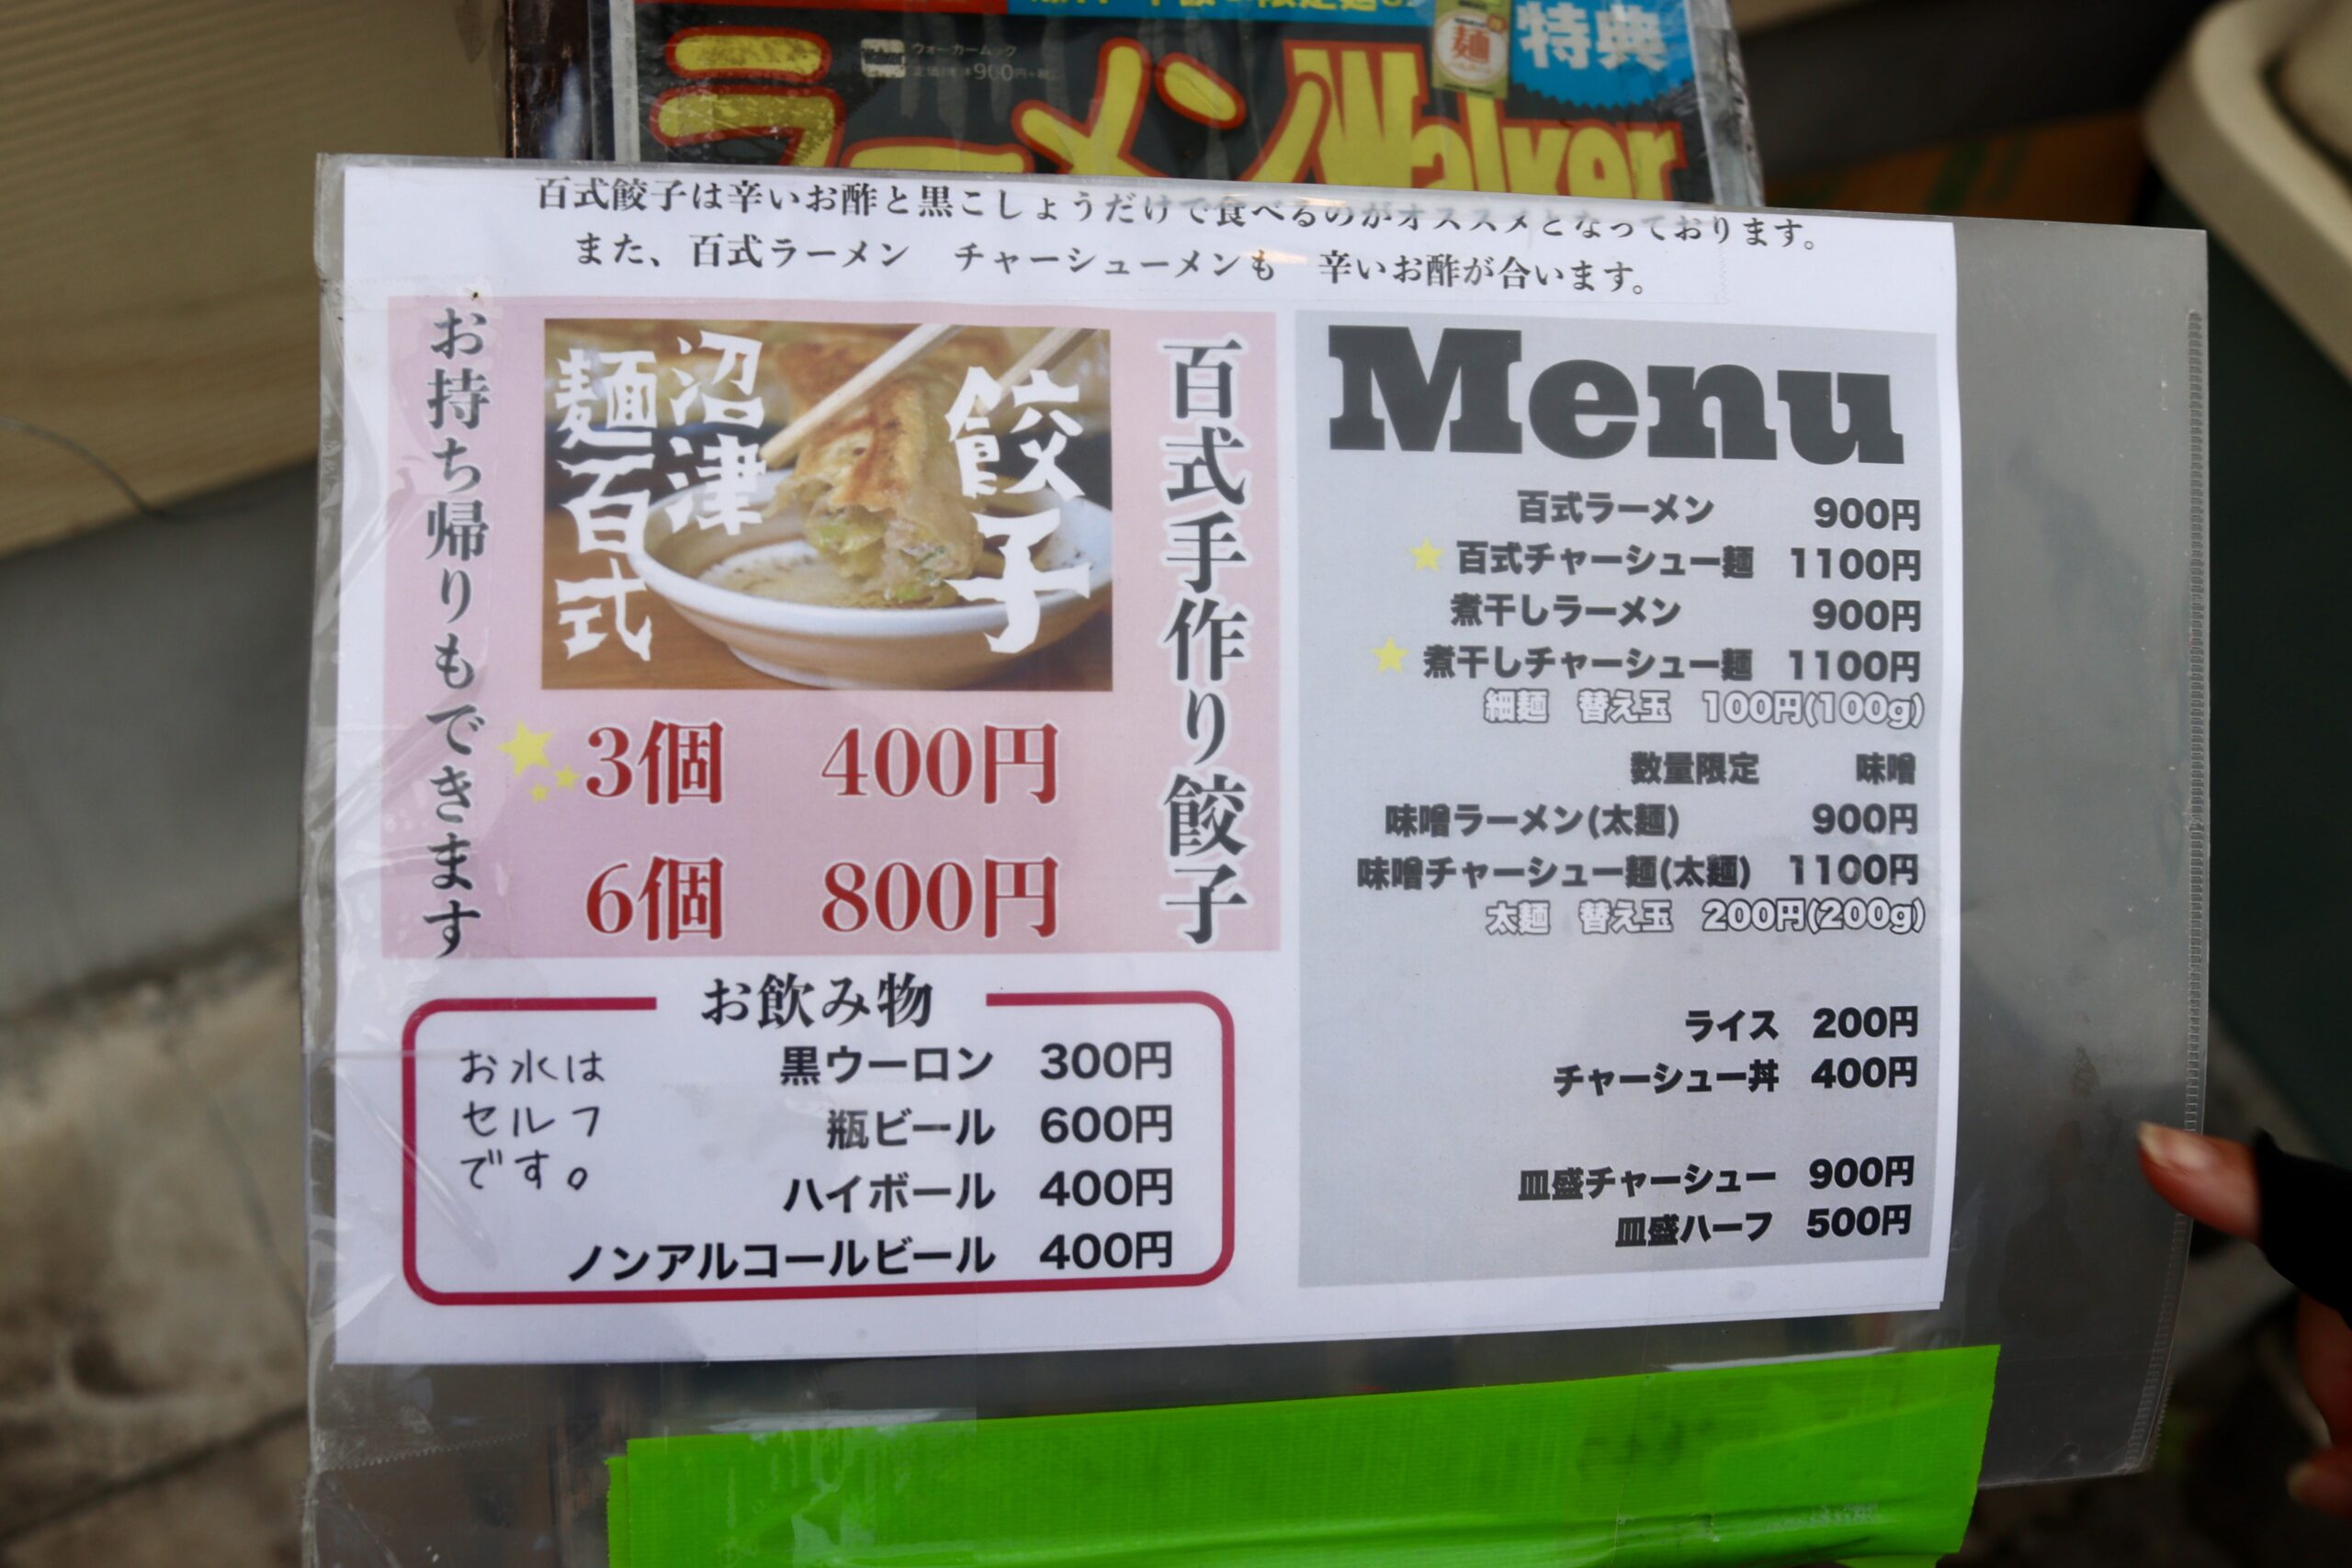 ウォーカームック
特典
麺
ラーメンWalker
百式餃子は辛いお酢と黒こしょうだけで食べるのがオススメとなっております。
また、百式ラーメン　チャーシューメンも　辛いお酢が合います。
百式手作り餃子
餃子
沼津
麺百式
お持ち帰りもできます
3個　400円
6個　800円
お飲み物
お水は
セルフ
です。
黒ウーロン　300円
瓶ビール　600円
ハイボール　400円
ノンアルコールビール　400円
Menu
百式ラーメン　900円
百式チャーシュー麺　1100円
煮干しラーメン　900円
煮干しチャーシュー麺　1100円
細麺　替え玉　100円(100g)
数量限定　味噌
味噌ラーメン(太麺)　900円
味噌チャーシュー麺(太麺)　1100円
太麺　替え玉　200円(200g)
ライス　200円
チャーシュー丼　400円
皿盛チャーシュー　900円
皿盛ハーフ　500円